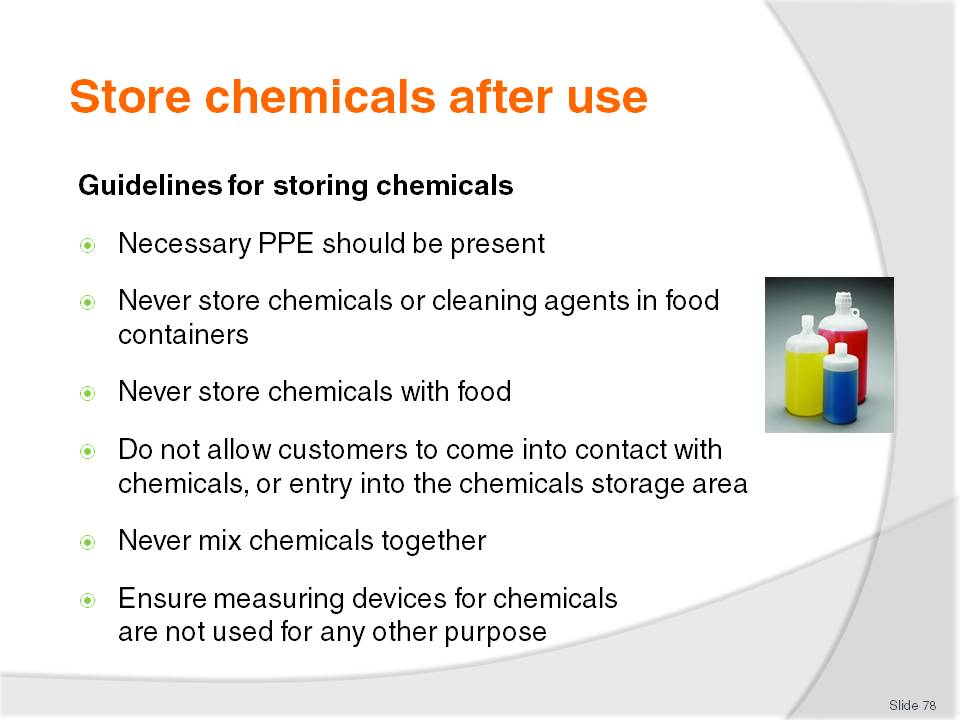 Store chemicals after use
Guidelines for storing chemicals
Necessary PPE should be present
Never store chemicals or cleaning agents in food
containers
Never store chemicals with food
Do not allow customers to come into contact with
chemicals, or entry into the chemicals storage area
Never mix chemicals together
Ensure measuring devices for chemicals
are not used for any other purpose
Slide 78